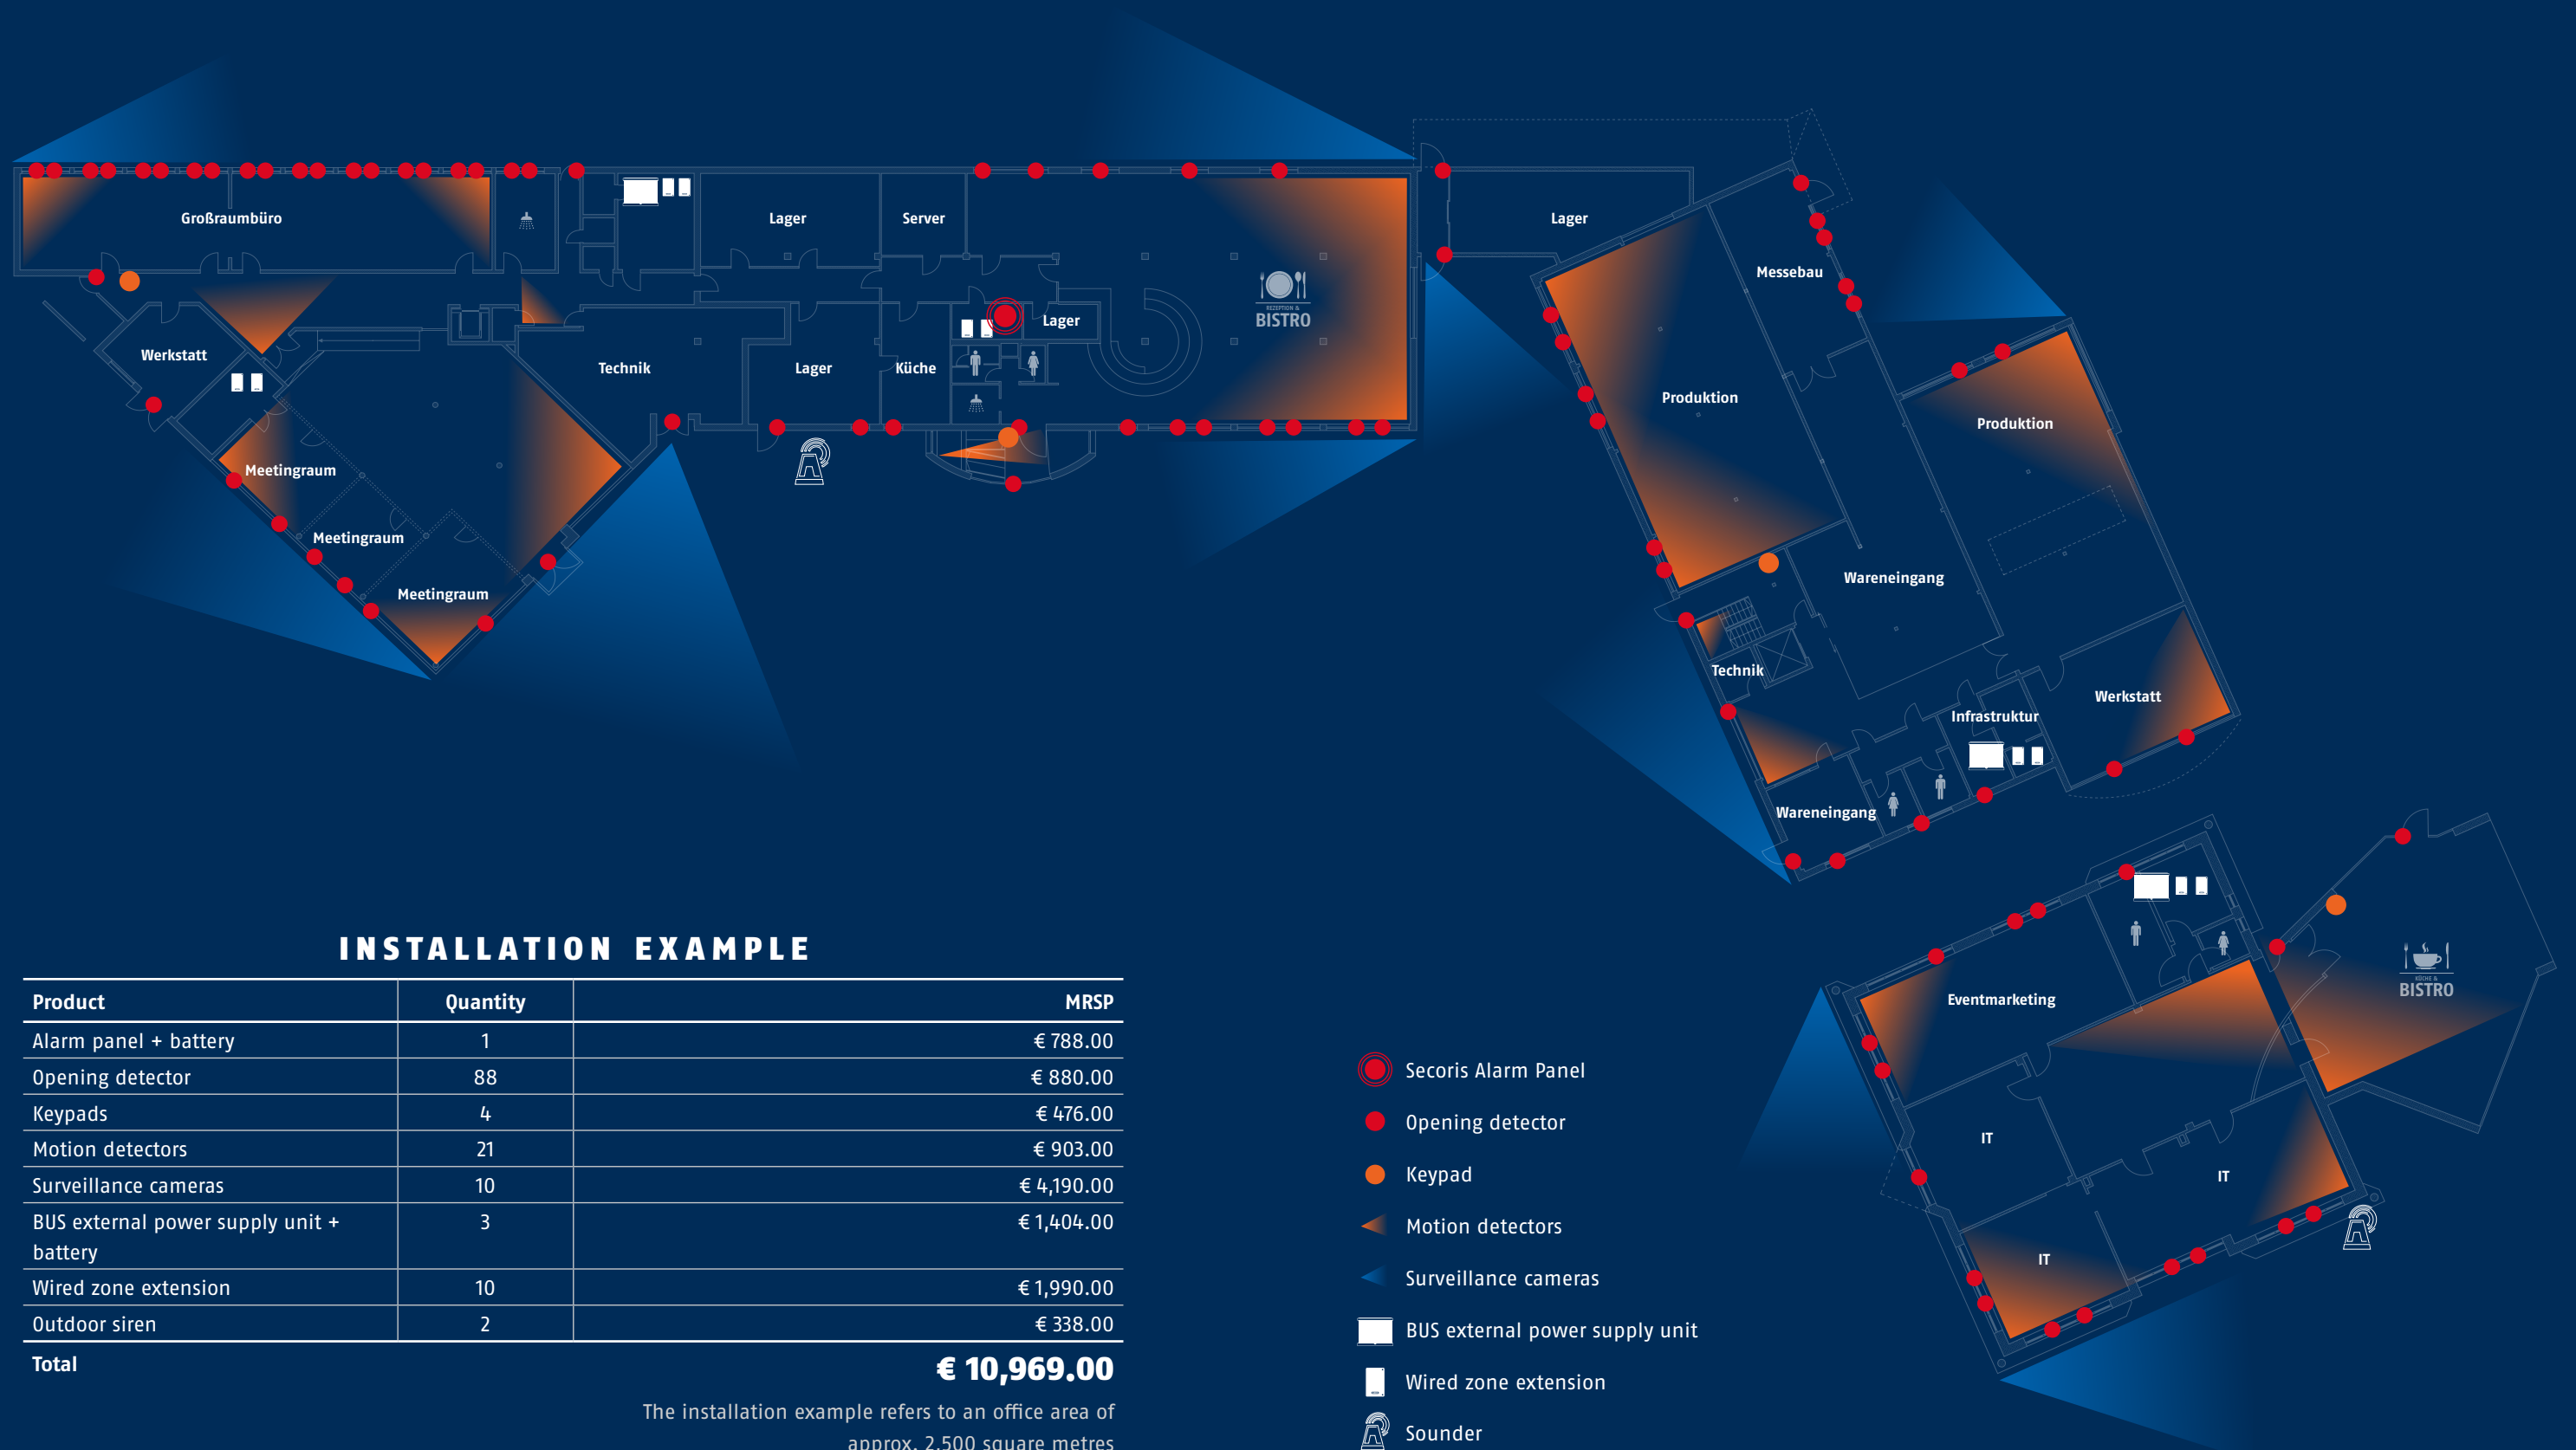 Großraumbüro
Lager
Server
Lager
Messebau
REZEPTION &
BISTRO
Lager
Werkstatt
Technik
Lager
Küche
Produktion
Produktion
Meetingraum
Meetingraum
Meetingraum
Wareneingang
Technik
Werkstatt
Infrastruktur
Wareneingang
KÜCHE &
BISTRO
Eventmarketing
IT
IT
IT
INSTALLATION EXAMPLE
Product Quantity MRSP
Alarm panel + battery 1 € 788.00
Opening detector 88 € 880.00
Keypads 4 € 476.00
Motion detectors 21 € 903.00
Surveillance cameras 10 € 4,190.00
BUS external power supply unit + 3 € 1,404.00
battery
Wired zone extension 10 € 1,990.00
Outdoor siren 2 € 338.00
Total € 10,969.00
The installation example refers to an office area of
approx. 2,500 square metres
Secoris Alarm Panel
Opening detector
Keypad
Motion detectors
Surveillance cameras
BUS external power supply unit
Wired zone extension
Sounder